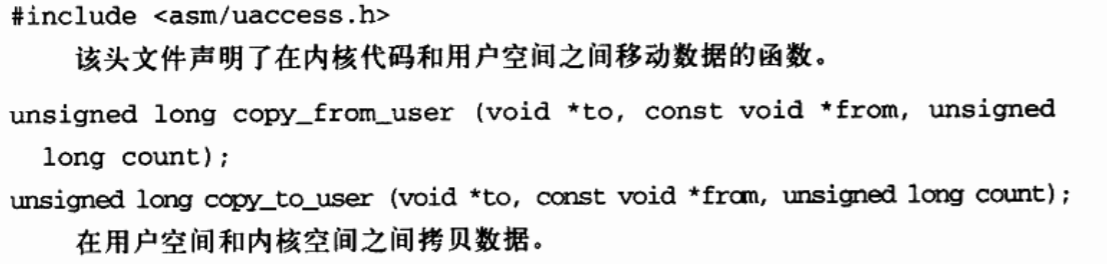 #include <asm/uaccess.h>
该头文件声明了在内核代码和用户空间之间移动数据的函数。
unsigned long copy_from_user (void *to, const void *from, unsigned
long count);
unsigned long copy_to_user (void *to, const void *from, unsigned long count);
在用户空间和内核空间之间拷贝数据。